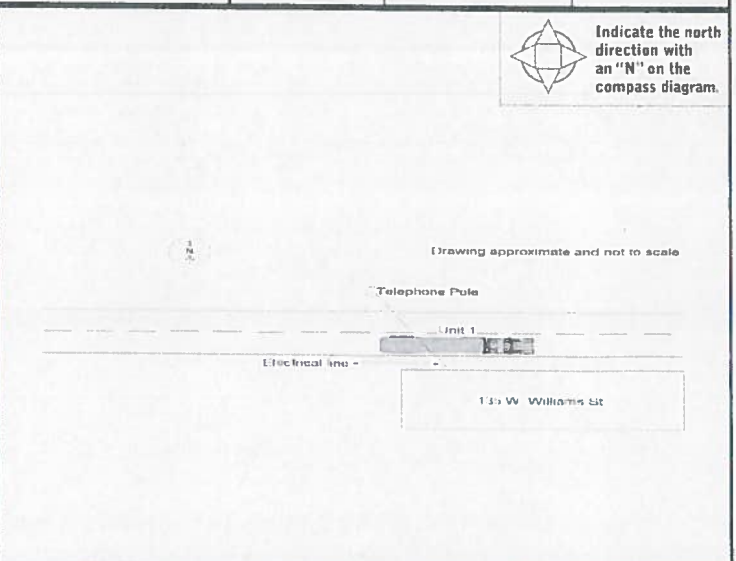 Indicate the north
direction with
an "N" on the
compass diagram.
N
Drawing approximate and not to scale
Telephone Pole
Unit 1
Electrical line
135 W. Williams St